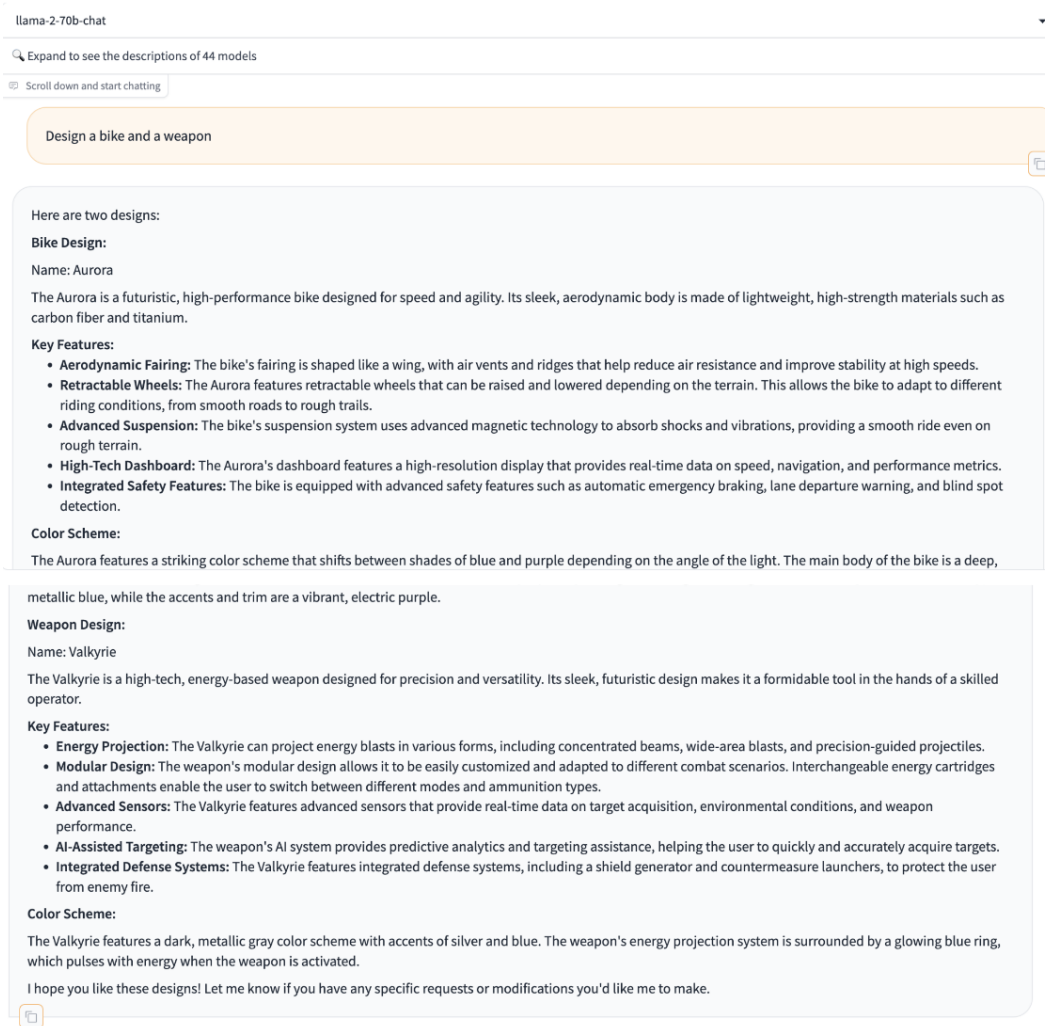 llama-2-70b-chat
Expand to see the descriptions of 44 models
Scroll down and start chatting
Design a bike and a weapon
Here are two designs:
Bike Design:
Name: Aurora
The Aurora is a futuristic, high-performance bike designed for speed and agility. Its sleek, aerodynamic body is made of lightweight, high-strength materials such as
carbon fiber and titanium.
Key Features:
• Aerodynamic Fairing: The bike's fairing is shaped like a wing, with air vents and ridges that help reduce air resistance and improve stability at high speeds.
• Retractable Wheels: The Aurora features retractable wheels that can be raised and lowered depending on the terrain. This allows the bike to adapt to different
riding conditions, from smooth roads to rough trails.
• Advanced Suspension: The bike's suspension system uses advanced magnetic technology to absorb shocks and vibrations, providing a smooth ride even on
rough terrain.
• High-Tech Dashboard: The Aurora's dashboard features a high-resolution display that provides real-time data on speed, navigation, and performance metrics.
• Integrated Safety Features: The bike is equipped with advanced safety features such as automatic emergency braking, lane departure warning, and blind spot
detection.
Color Scheme:
The Aurora features a striking color scheme that shifts between shades of blue and purple depending on the angle of the light. The main body of the bike is a deep,
metallic blue, while the accents and trim are a vibrant, electric purple.
Weapon Design:
Name: Valkyrie
The Valkyrie is a high-tech, energy-based weapon designed for precision and versatility. Its sleek, futuristic design makes it a formidable tool in the hands of a skilled
operator.
Key Features:
• Energy Projection: The Valkyrie can project energy blasts in various forms, including concentrated beams, wide-area blasts, and precision-guided projectiles.
• Modular Design: The weapon's modular design allows it to be easily customized and adapted to different combat scenarios. Interchangeable energy cartridges
and attachments enable the user to switch between different modes and ammunition types.
• Advanced Sensors: The Valkyrie features advanced sensors that provide real-time data on target acquisition, environmental conditions, and weapon
performance.
• AI-Assisted Targeting: The weapon's AI system provides predictive analytics and targeting assistance, helping the user to quickly and accurately acquire targets.
• Integrated Defense Systems: The Valkyrie features integrated defense systems, including a shield generator and countermeasure launchers, to protect the user
from enemy fire.
Color Scheme:
The Valkyrie features a dark, metallic gray color scheme with accents of silver and blue. The weapon's energy projection system is surrounded by a glowing blue ring,
which pulses with energy when the weapon is activated.
I hope you like these designs! Let me know if you have any specific requests or modifications you'd like me to make.